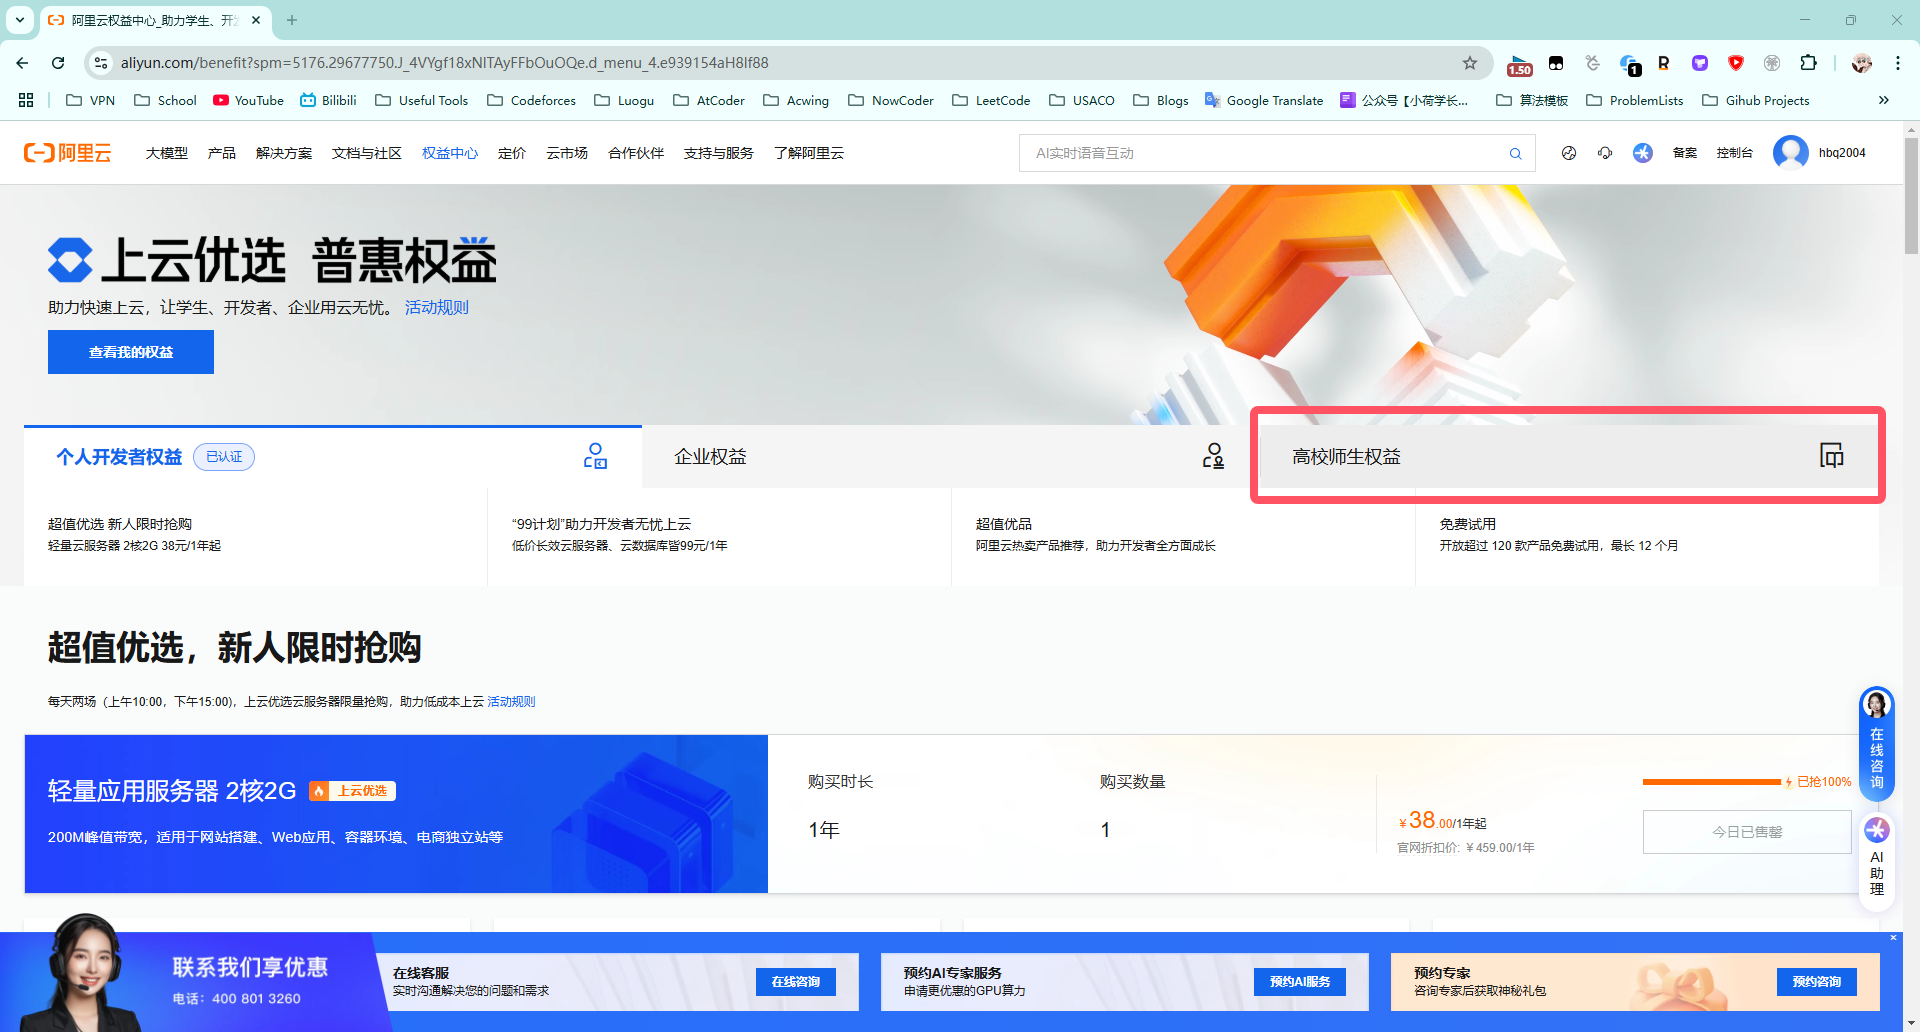 阿里云权益中心_助力学生、开发
aliyun.com/benefit?spm=5176.29677750.J_4VYgf18xNlTAyFFbOuOQe.d_menu_4.e939154aH8lf88
1.50
1
VPN
School
YouTube
Bilibili
Useful Tools
Codeforces
Luogu
AtCoder
Acwing
NowCoder
LeetCode
USACO
Blogs
Google Translate
公众号【小荷学长...
算法模板
ProblemLists
Gihub Projects
阿里云
大模型
产品
解决方案
文档与社区
权益中心
定价
云市场
合作伙伴
支持与服务
了解阿里云
AI实时语音互动
备案
控制台
hbq2004
上云优选 普惠权益
助力快速上云，让学生、开发者、企业用云无忧。 活动规则
查看我的权益
个人开发者权益 已认证
企业权益
高校师生权益
超值优选 新人限时抢购
轻量云服务器 2核2G 38元/1年起
“99计划”助力开发者无忧上云
低价长效云服务器、云数据库皆99元/1年
超值优品
阿里云热卖产品推荐，助力开发者全方面成长
免费试用
开放超过 120 款产品免费试用，最长 12 个月
超值优选，新人限时抢购
每天两场（上午10:00，下午15:00)，上云优选云服务器限量抢购，助力低成本上云 活动规则
轻量应用服务器 2核2G 上云优选
200M峰值带宽，适用于网站搭建、Web应用、容器环境、电商独立站等
购买时长
1年
购买数量
1
¥38.00/1年起
官网折扣价: ¥459.00/1年
已抢100%
今日已售罄
在线咨询
AI助理
联系我们享优惠
电话：400 801 3260
在线客服
实时沟通解决您的问题和需求
在线咨询
预约AI专家服务
申请更优惠的GPU算力
预约AI服务
预约专家
咨询专家后获取神秘礼包
预约咨询